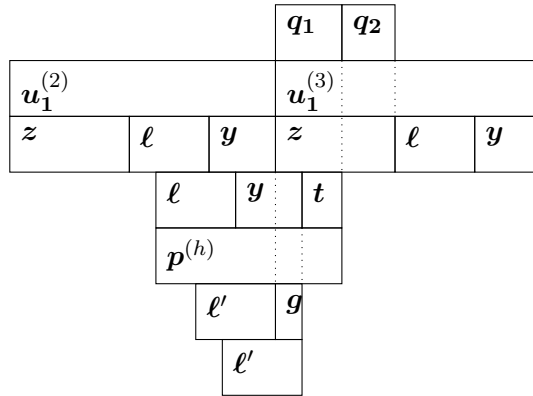 q₁ q₂
u₁⁽²⁾ u₁⁽³⁾
z ℓ y z ℓ y
ℓ y t
p⁽ʰ⁾
ℓ′ g
ℓ′